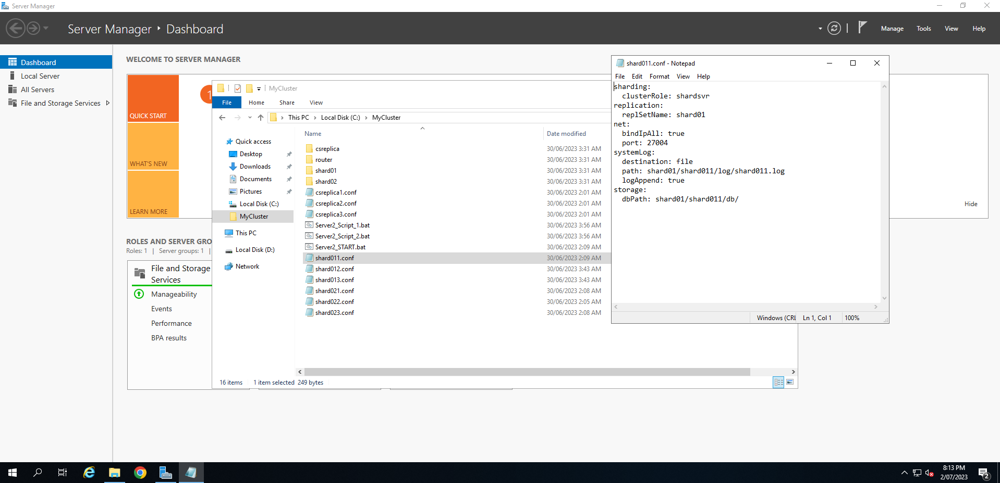 Server Manager
Server Manager ‣ Dashboard
Manage Tools View Help
Dashboard
Local Server
All Servers
File and Storage Services
WELCOME TO SERVER MANAGER
QUICK START
WHAT'S NEW
LEARN MORE
1
Hide
ROLES AND SERVER GRO
Roles: 1 | Server groups: 1 |
File and Storage
Services
Manageability
Events
Performance
BPA results
MyCluster
File Home Share View
This PC > Local Disk (C:) > MyCluster
Quick access
Desktop
Downloads
Documents
Pictures
Local Disk (C:)
MyCluster
This PC
Local Disk (D:)
Network
Name Date modified
csreplica 30/06/2023 3:31 AM
router 30/06/2023 3:31 AM
shard01 30/06/2023 3:31 AM
shard02 30/06/2023 3:31 AM
csreplica1.conf 30/06/2023 2:01 AM
csreplica2.conf 30/06/2023 2:01 AM
csreplica3.conf 30/06/2023 2:01 AM
Server2_Script_1.bat 30/06/2023 3:56 AM
Server2_Script_2.bat 30/06/2023 3:56 AM
Server2_START.bat 30/06/2023 2:09 AM
shard011.conf 30/06/2023 2:09 AM
shard012.conf 30/06/2023 3:43 AM
shard013.conf 30/06/2023 3:43 AM
shard021.conf 30/06/2023 2:08 AM
shard022.conf 30/06/2023 2:05 AM
shard023.conf 30/06/2023 2:08 AM
16 items 1 item selected 249 bytes
shard011.conf - Notepad
File Edit Format View Help
sharding:
  clusterRole: shardsvr
replication:
  replSetName: shard01
net:
  bindIpAll: true
  port: 27004
systemLog:
  destination: file
  path: shard01/shard011/log/shard011.log
  logAppend: true
storage:
  dbPath: shard01/shard011/db/
Windows (CRL Ln 1, Col 1 100%
8:13 PM
2/07/2023
2